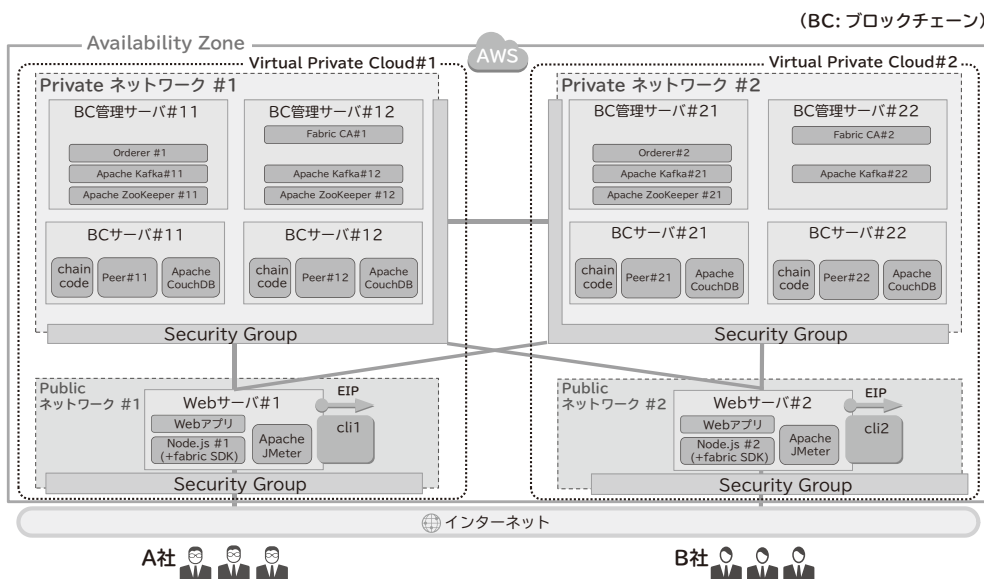 （BC: ブロックチェーン）
Availability Zone
AWS
Virtual Private Cloud#1
Private ネットワーク #1
BC管理サーバ#11
Orderer #1
Apache Kafka#11
Apache ZooKeeper #11
BC管理サーバ#12
Fabric CA#1
Apache Kafka#12
Apache ZooKeeper #12
BCサーバ#11
chain
code
Peer#11
Apache
CouchDB
BCサーバ#12
chain
code
Peer#12
Apache
CouchDB
Security Group
Virtual Private Cloud#2
Private ネットワーク #2
BC管理サーバ#21
Orderer#2
Apache Kafka#21
Apache ZooKeeper #21
BC管理サーバ#22
Fabric CA#2
Apache Kafka#22
BCサーバ#21
chain
code
Peer#21
Apache
CouchDB
BCサーバ#22
chain
code
Peer#22
Apache
CouchDB
Security Group
Public
ネットワーク #1
Webサーバ#1
Webアプリ
Node.js #1
(+fabric SDK)
Apache
JMeter
EIP
cli1
Security Group
Public
ネットワーク #2
Webサーバ#2
Webアプリ
Node.js #2
(+fabric SDK)
Apache
JMeter
EIP
cli2
Security Group
インターネット
A社
B社